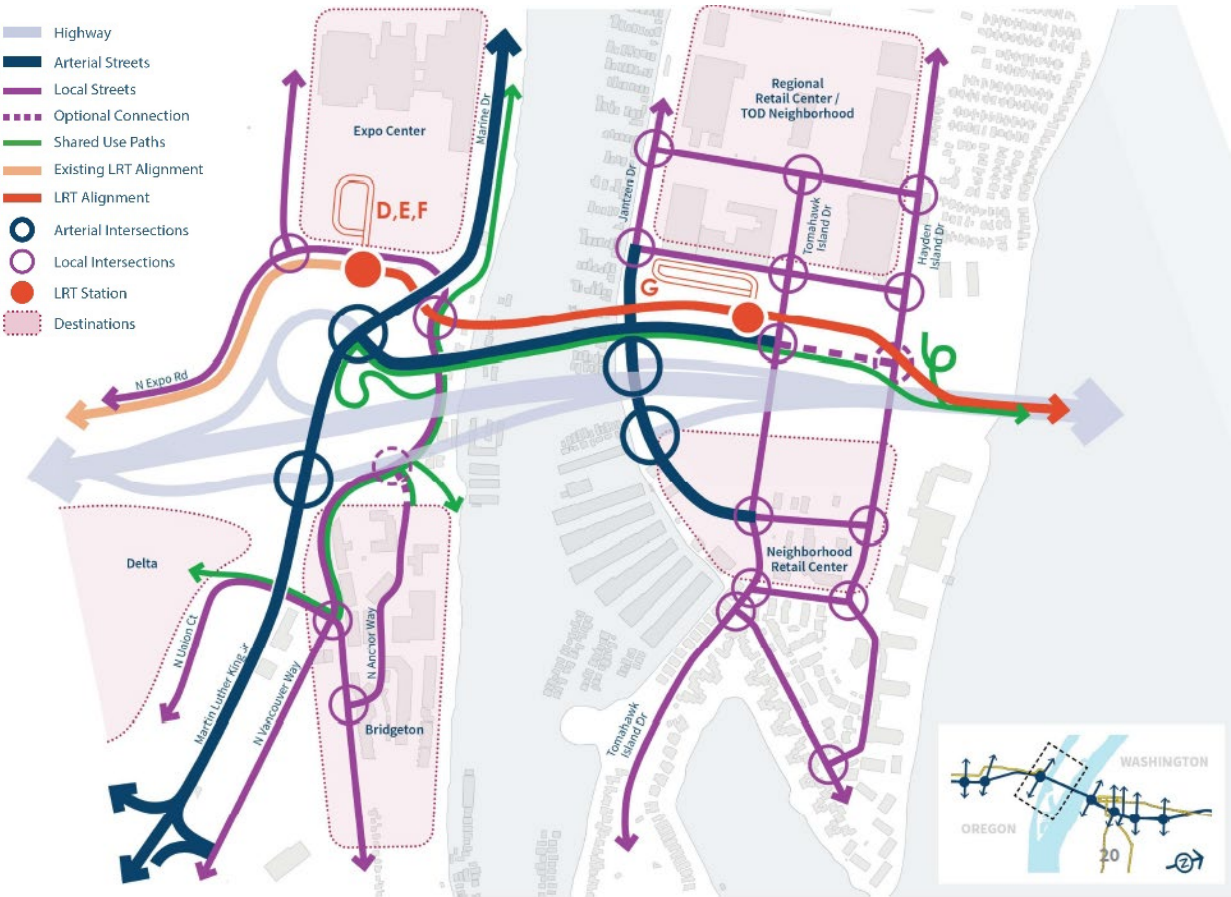 Highway
Arterial Streets
Local Streets
Optional Connection
Shared Use Paths
Existing LRT Alignment
LRT Alignment
Arterial Intersections
Local Intersections
LRT Station
Destinations
Expo Center
Marine Dr
D,E,F
N Expo Rd
Regional
Retail Center /
TOD Neighborhood
Jantzen Dr
Tomahawk
Island Dr
Hayden
Island Dr
G
Delta
N Union Ct
Martin Luther King Jr
N Vancouver Way
N Anchor Way
Bridgeton
Neighborhood
Retail Center
Tomahawk
Island Dr
WASHINGTON
OREGON
20
Z